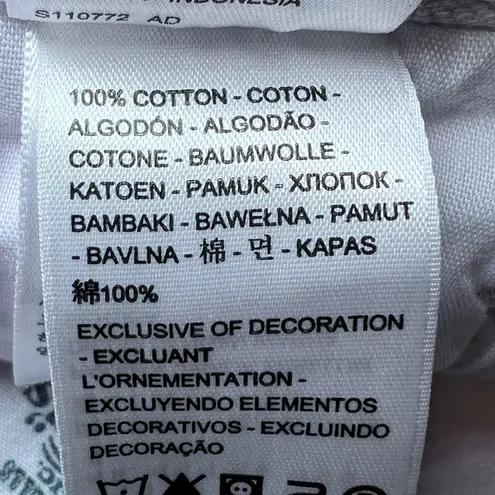 INDONESIA
S110772 AD
100% COTTON - COTON -
ALGODÓN - ALGODÃO -
COTONE - BAUMWOLLE -
KATOEN - PAMUK - ХЛОПОК -
BAMBAKI - BAWEŁNA - PAMUT
- BAVLNA - 棉 - 면 - KAPAS
綿100%
EXCLUSIVE OF DECORATION
- EXCLUANT
L'ORNEMENTATION -
EXCLUYENDO ELEMENTOS
DECORATIVOS - EXCLUINDO
DECORAÇÃO